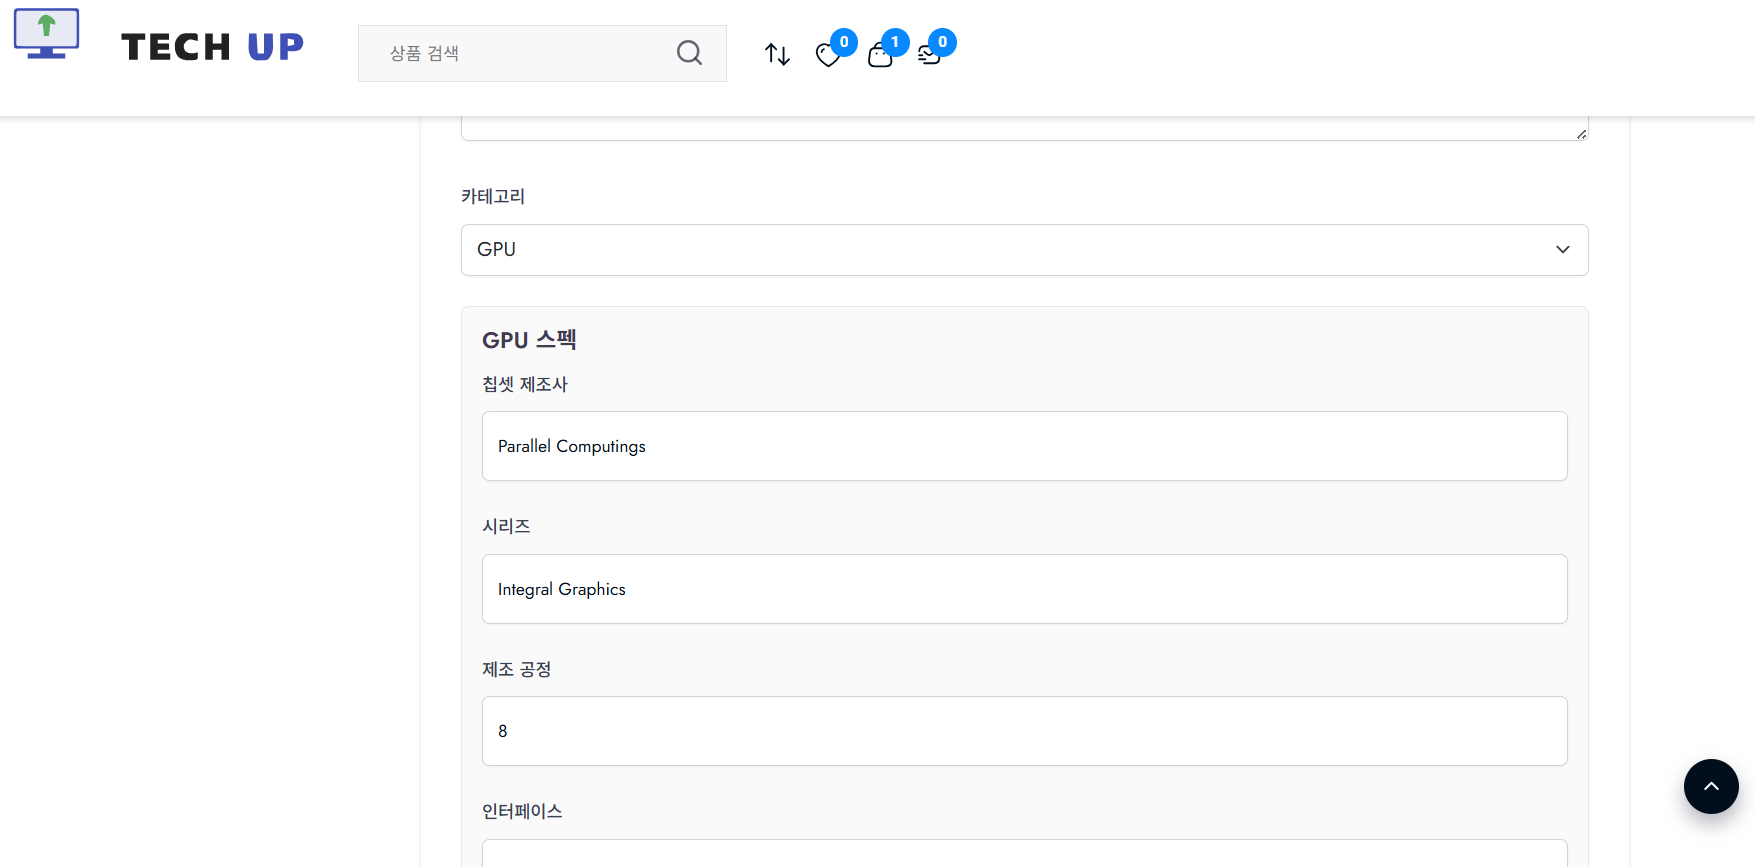 TECH UP
상품 검색
0
1
0
카테고리
GPU
GPU 스펙
칩셋 제조사
Parallel Computings
시리즈
Integral Graphics
제조 공정
8
인터페이스